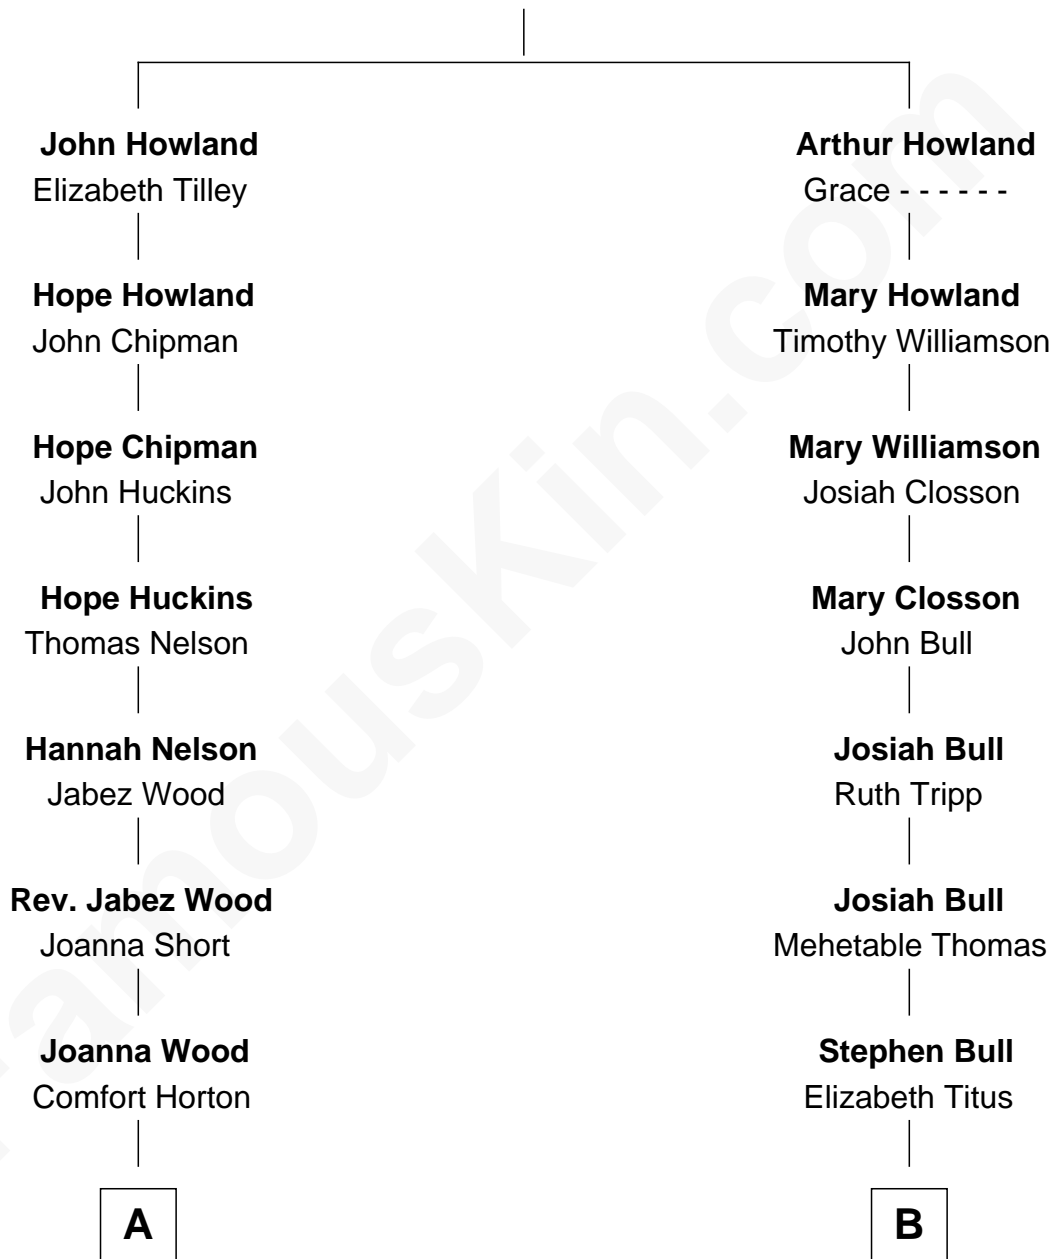 John Howland
Elizabeth Tilley
Hope Howland
John Chipman
Hope Chipman
John Huckins
Hope Huckins
Thomas Nelson
Hannah Nelson
Jabez Wood
Rev. Jabez Wood
Joanna Short
Joanna Wood
Comfort Horton
A
Arthur Howland
Grace - - - - - -
Mary Howland
Timothy Williamson
Mary Williamson
Josiah Closson
Mary Closson
John Bull
Josiah Bull
Ruth Tripp
Josiah Bull
Mehetable Thomas
Stephen Bull
Elizabeth Titus
B
FamousKin.com